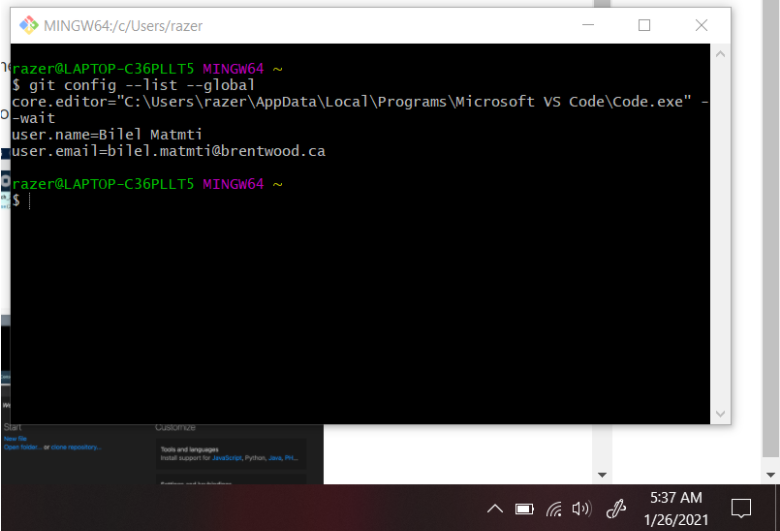 MINGW64:/c/Users/razer
razer@LAPTOP-C36PLLT5 MINGW64 ~
$ git config --list --global
core.editor="C:\Users\razer\AppData\Local\Programs\Microsoft VS Code\Code.exe" -
-wait
user.name=Bilel Matmti
user.email=bilel.matmti@brentwood.ca
razer@LAPTOP-C36PLLT5 MINGW64 ~
$
Start
Customize
New file
Open folder... or clone repository...
Tools and languages
Install support for JavaScript, Python, Java, PH...
5:37 AM
1/26/2021